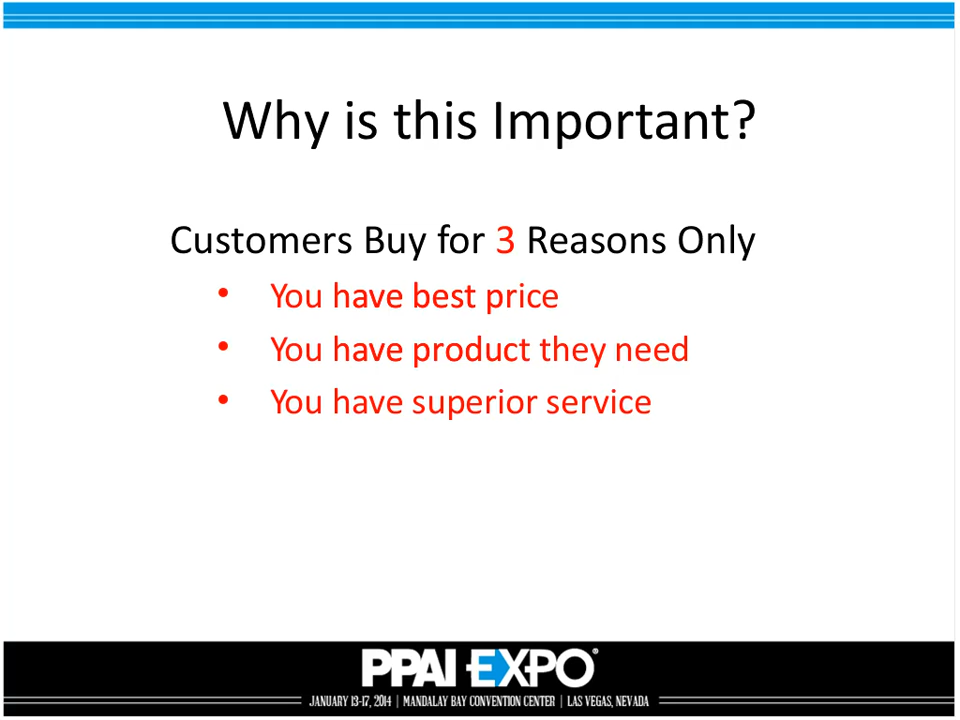 Why is this Important?
Customers Buy for 3 Reasons Only
• You have best price
• You have product they need
• You have superior service
PPAI EXPO®
JANUARY 13-17, 2014 | MANDALAY BAY CONVENTION CENTER | LAS VEGAS, NEVADA